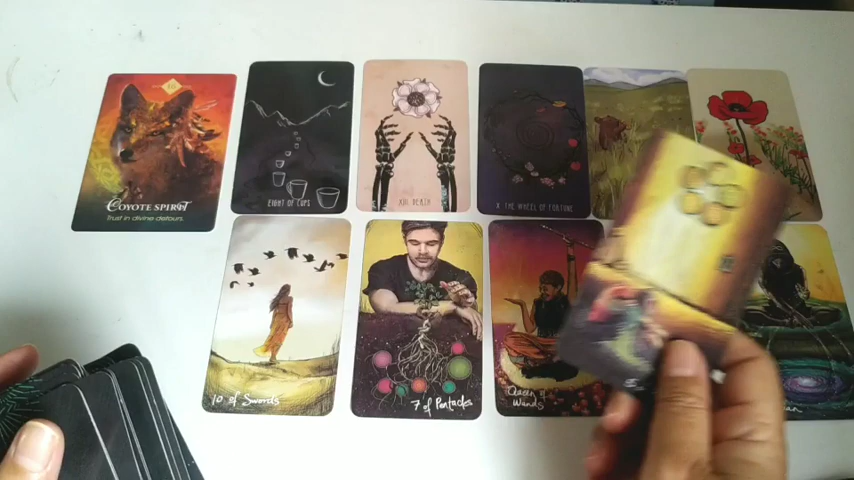 XII
COYOTE SPIRIT
Trust in divine detours.
EIGHT OF CUPS
XIII DEATH
X THE WHEEL OF FORTUNE
10 of Swords
7 of Pentacles
Queen of
Wands